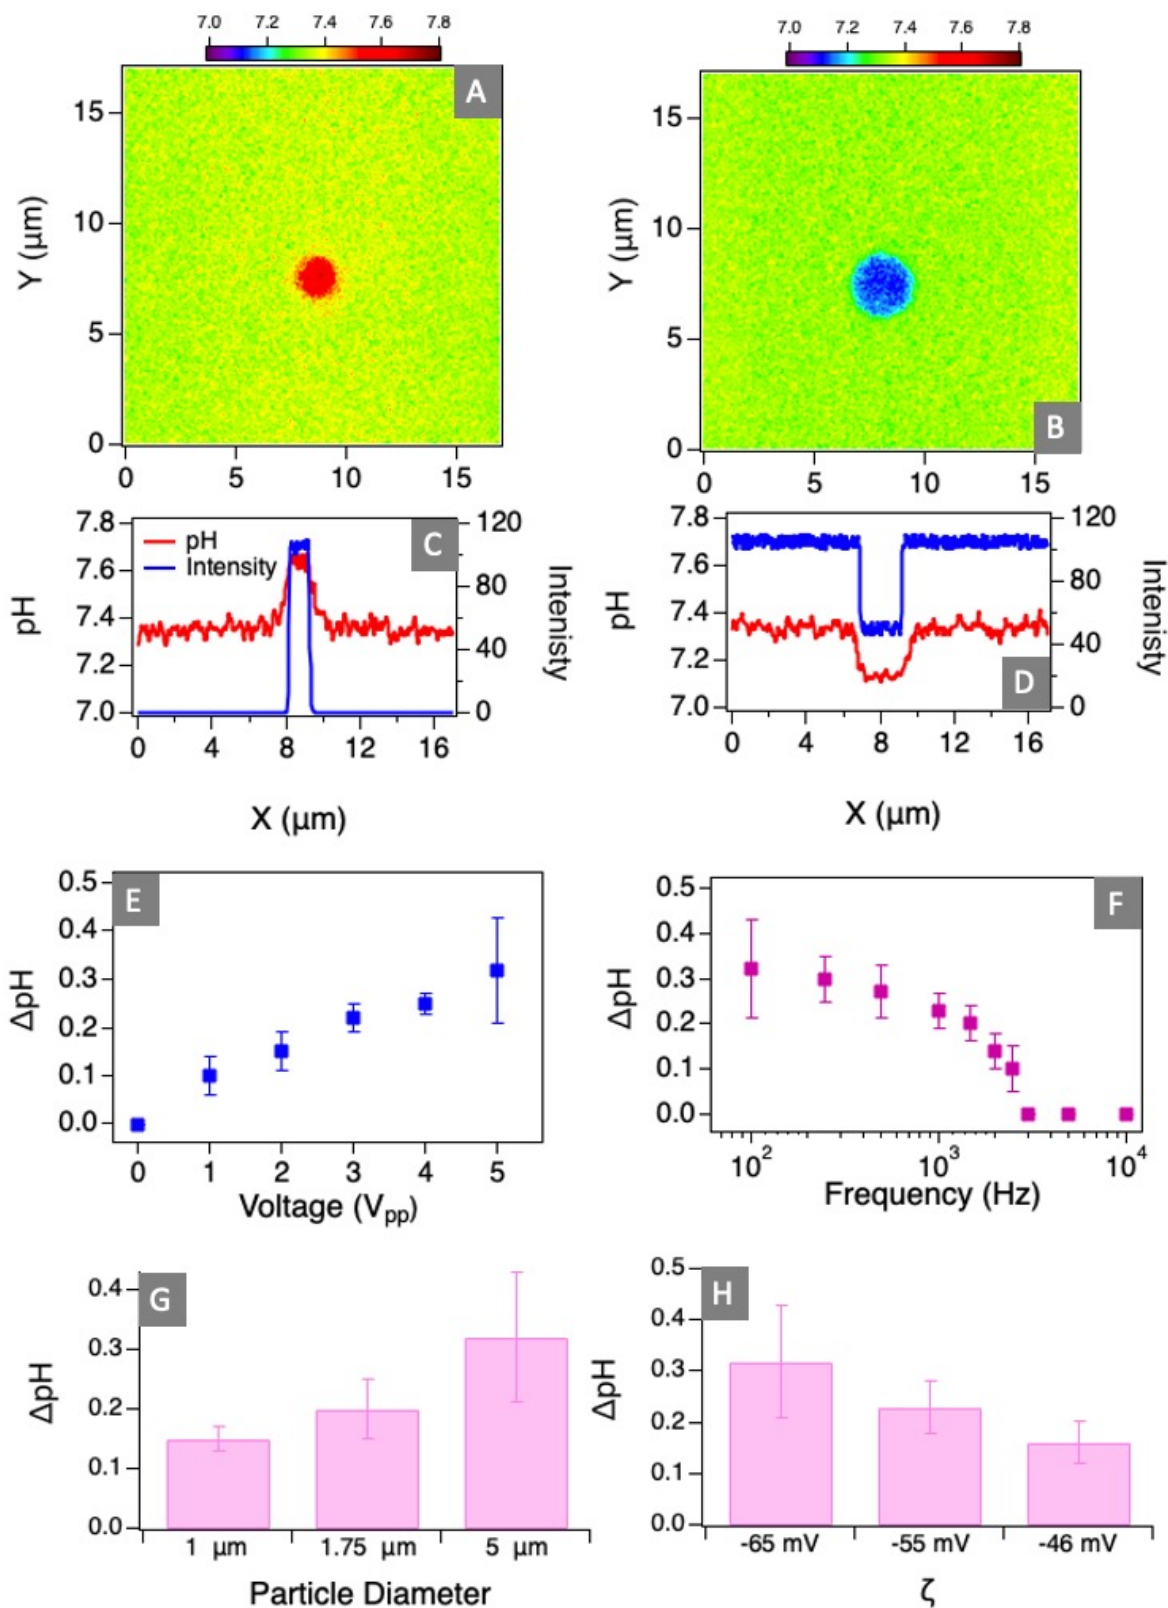 7.0 7.2 7.4 7.6 7.8
A
15
10
5
0
Y (μm)
0 5 10 15
7.0 7.2 7.4 7.6 7.8
15
10
5
0
Y (μm)
B
0 5 10 15
7.8
7.6
7.4
7.2
7.0
pH
pH
Intensity
C
120
80
40
0
Intenisty
0 4 8 12 16
X (μm)
7.8
7.6
7.4
7.2
7.0
pH
D
120
80
40
0
Intenisty
0 4 8 12 16
X (μm)
E
0.5
0.4
0.3
0.2
0.1
0.0
ΔpH
0 1 2 3 4 5
Voltage (Vpp)
F
0.5
0.4
0.3
0.2
0.1
0.0
ΔpH
10² 10³ 10⁴
Frequency (Hz)
G
0.4
0.3
0.2
0.1
0.0
ΔpH
1 μm 1.75 μm 5 μm
Particle Diameter
H
0.5
0.4
0.3
0.2
0.1
0.0
ΔpH
-65 mV -55 mV -46 mV
ζ